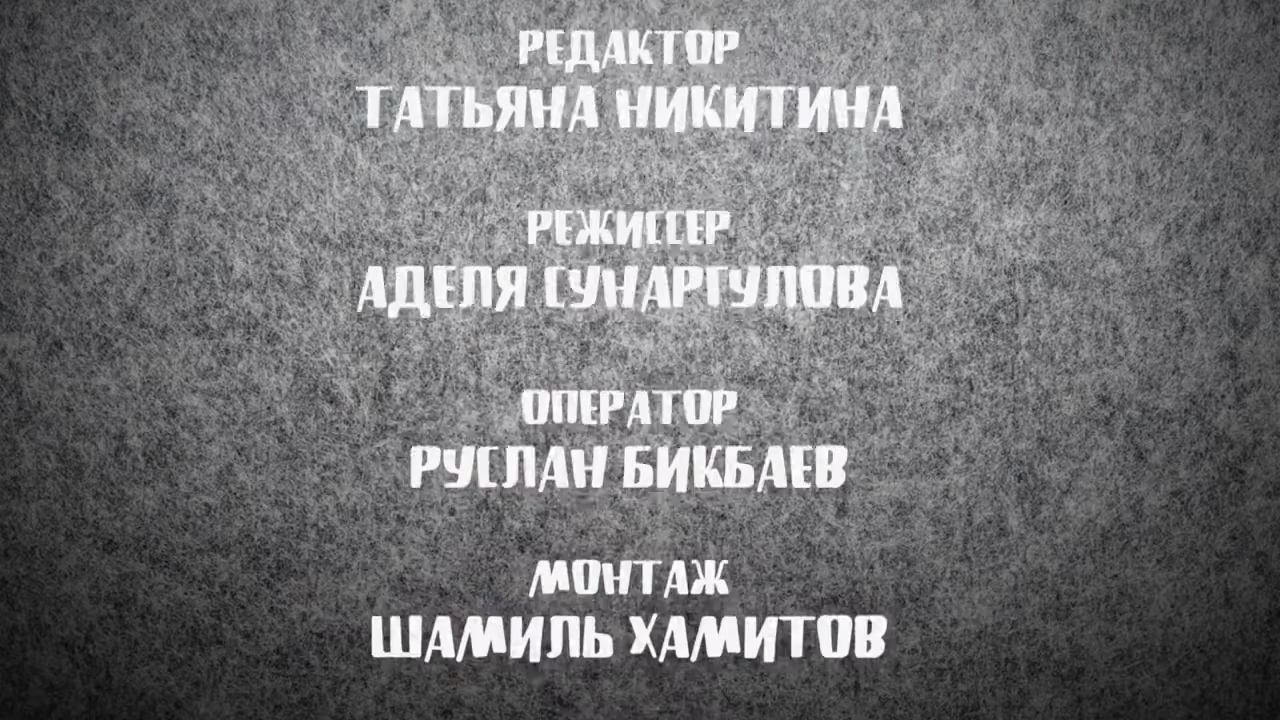 РЕДАКТОР
ТАТЬЯНА НИКИТИНА
РЕЖИССЕР
АДЕЛЯ СУНАРГУЛОВА
ОПЕРАТОР
РУСЛАН БИКБАЕВ
МОНТАЖ
ШАМИЛЬ ХАМИТОВ